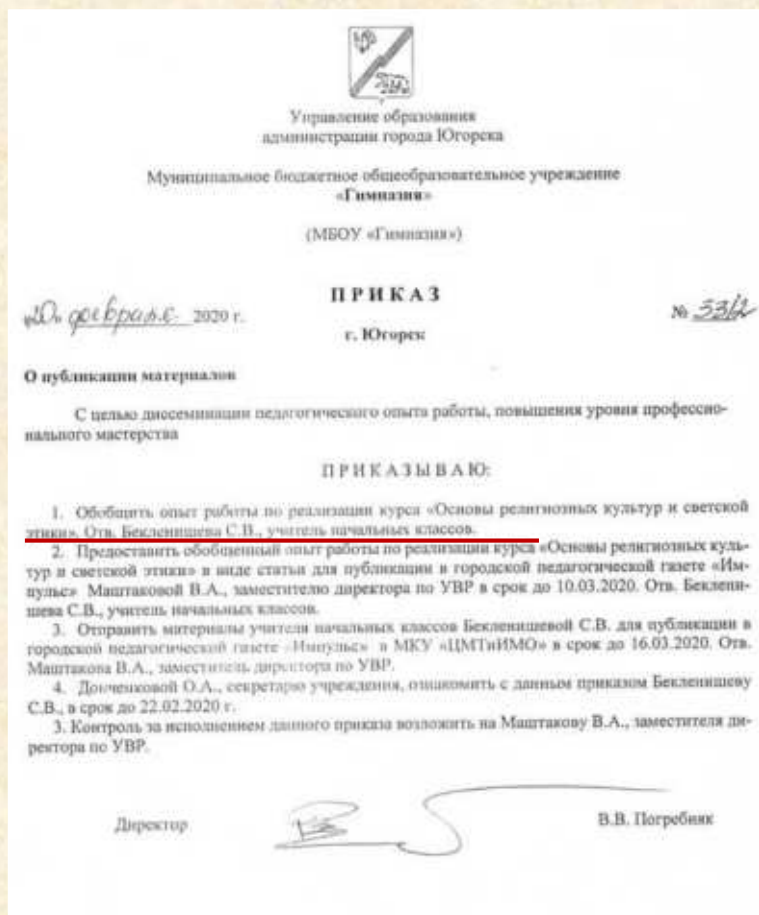 Управление образования
администрации города Югорска
Муниципальное бюджетное общеобразовательное учреждение
«Гимназия»
(МБОУ «Гимназия»)
ПРИКАЗ
«20» февраля 2020 г.
№ 53/2
г. Югорск
О публикации материалов
С целью диссеминации педагогического опыта работы, повышения уровня профессио-
нального мастерства
ПРИКАЗЫВАЮ:
1. Обобщить опыт работы по реализации курса «Основы религиозных культур и светской
этики». Отв. Бекленищева С.В., учитель начальных классов.
2. Предоставить обобщенный опыт работы по реализации курса «Основы религиозных куль-
тур и светской этики» в виде статьи для публикации в городской педагогической газете «Им-
пульс» Маштаковой В.А., заместителю директора по УВР в срок до 10.03.2020. Отв. Беклени-
щева С.В., учитель начальных классов.
3. Отправить материалы учителя начальных классов Бекленищевой С.В. для публикации в
городской педагогической газете «Импульс» в МКУ «ЦМТиИМО» в срок до 16.03.2020. Отв.
Маштакова В.А., заместитель директора по УВР.
4. Донченковой О.А., секретарю учреждения, ознакомить с данным приказом Бекленищеву
С.В., в срок до 22.02.2020 г.
3. Контроль за исполнением данного приказа возложить на Маштакову В.А., заместителя ди-
ректора по УВР.
Директор
В.В. Погребняк